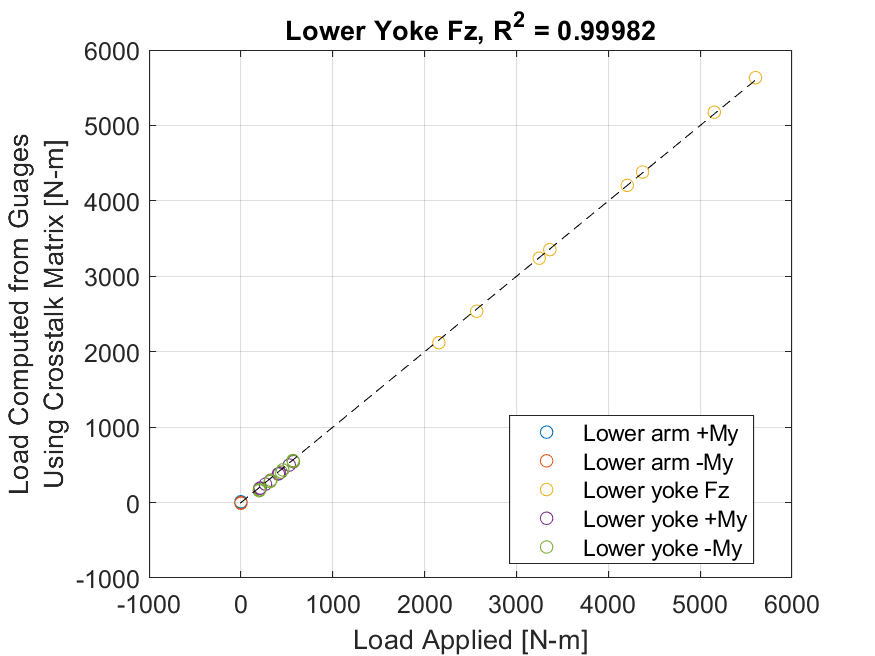 Lower Yoke Fz, R2 = 0.99982
6000
5000
4000
3000
2000
1000
0
-1000
Load Computed from Guages
Using Crosstalk Matrix [N-m]
Lower arm +My
Lower arm -My
Lower yoke Fz
Lower yoke +My
Lower yoke -My
-1000 0 1000 2000 3000 4000 5000 6000
Load Applied [N-m]